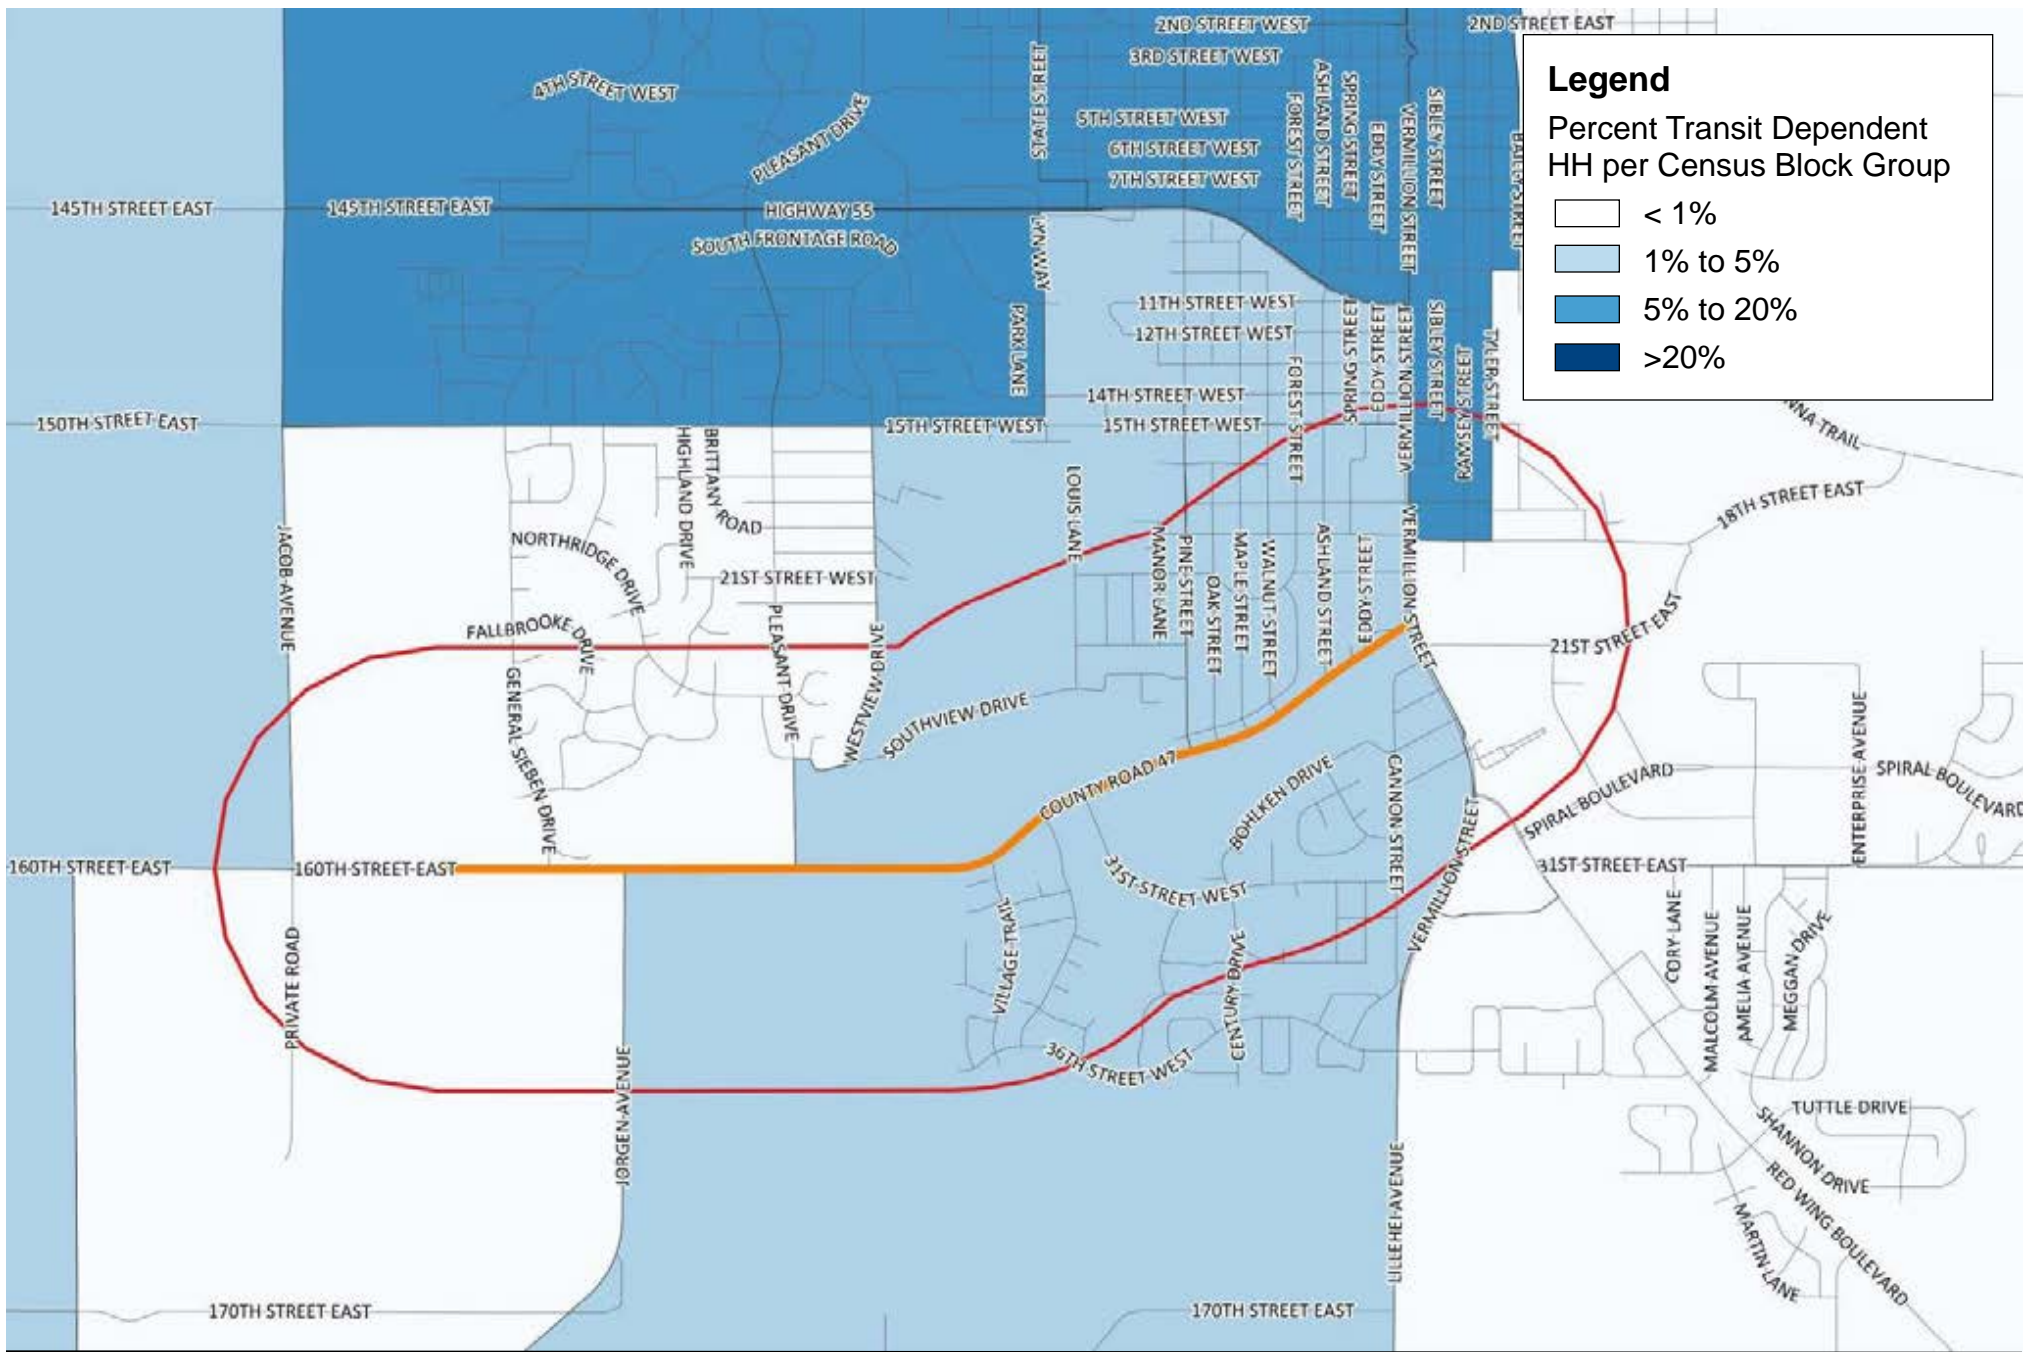 2ND STREET WEST
2ND STREET EAST
3RD STREET WEST
Legend
Percent Transit Dependent
HH per Census Block Group
< 1%
1% to 5%
5% to 20%
>20%
4TH STREET WEST
PLEASANT DRIVE
STATE STREET
5TH STREET WEST
6TH STREET WEST
7TH STREET WEST
FOREST STREET
ASHLAND STREET
SPRING STREET
EDDY STREET
VERMILLION STREET
SIBLEY STREET
145TH STREET EAST
145TH STREET EAST
HIGHWAY 55
SOUTH FRONTAGE ROAD
LYN WAY
PARK LANE
11TH STREET WEST
12TH STREET WEST
14TH STREET WEST
15TH STREET WEST
15TH STREET WEST
FOREST STREET
SPRING STREET
EDDY STREET
VERMILLION STREET
SIBLEY STREET
RAMSEY STREET
TYLER STREET
NNA TRAIL
18TH STREET EAST
150TH STREET EAST
JACOB AVENUE
HIGHLAND DRIVE
BRITTANY ROAD
NORTHRIDGE DRIVE
21ST STREET WEST
FALLBROOKE DRIVE
PLEASANT DRIVE
WESTVIEW DRIVE
GENERAL SIEBEN DRIVE
SOUTHVIEW DRIVE
LOUIS LANE
MANOR LANE
PINE STREET
OAK STREET
MAPLE STREET
WALNUT STREET
ASHLAND STREET
EDDY STREET
VERMILLION STREET
21ST STREET EAST
COUNTY ROAD 47
BOHLKEN DRIVE
CANNON STREET
SPIRAL BOULEVARD
ENTERPRISE AVENUE
SPIRAL BOULEVARD
160TH STREET EAST
160TH STREET EAST
31ST STREET WEST
VERMILLION STREET
31ST STREET EAST
PRIVATE ROAD
VILLAGE TRAIL
CENTURY DRIVE
36TH STREET WEST
CORY LANE
MALCOLM AVENUE
AMELIA AVENUE
MEGGAN DRIVE
JORGEN AVENUE
LILLEHEI AVENUE
TUTTLE DRIVE
SHANNON DRIVE
RED WING BOULEVARD
MARTIN LANE
170TH STREET EAST
170TH STREET EAST